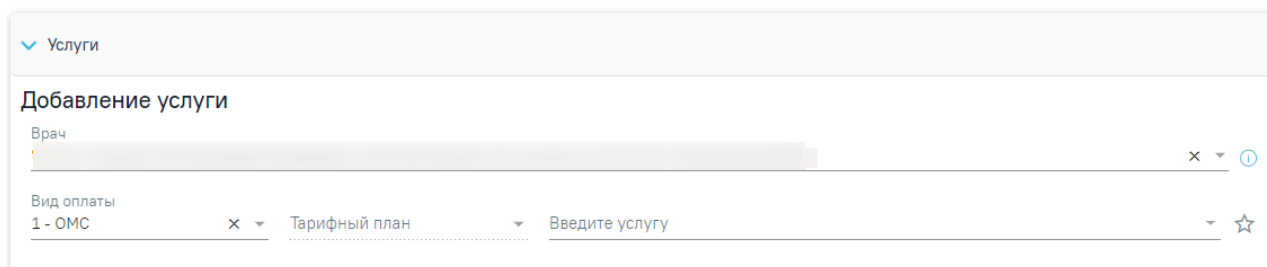 Услуги
Добавление услуги
Врач
Вид оплаты
1 - ОМС
Тарифный план
Введите услугу